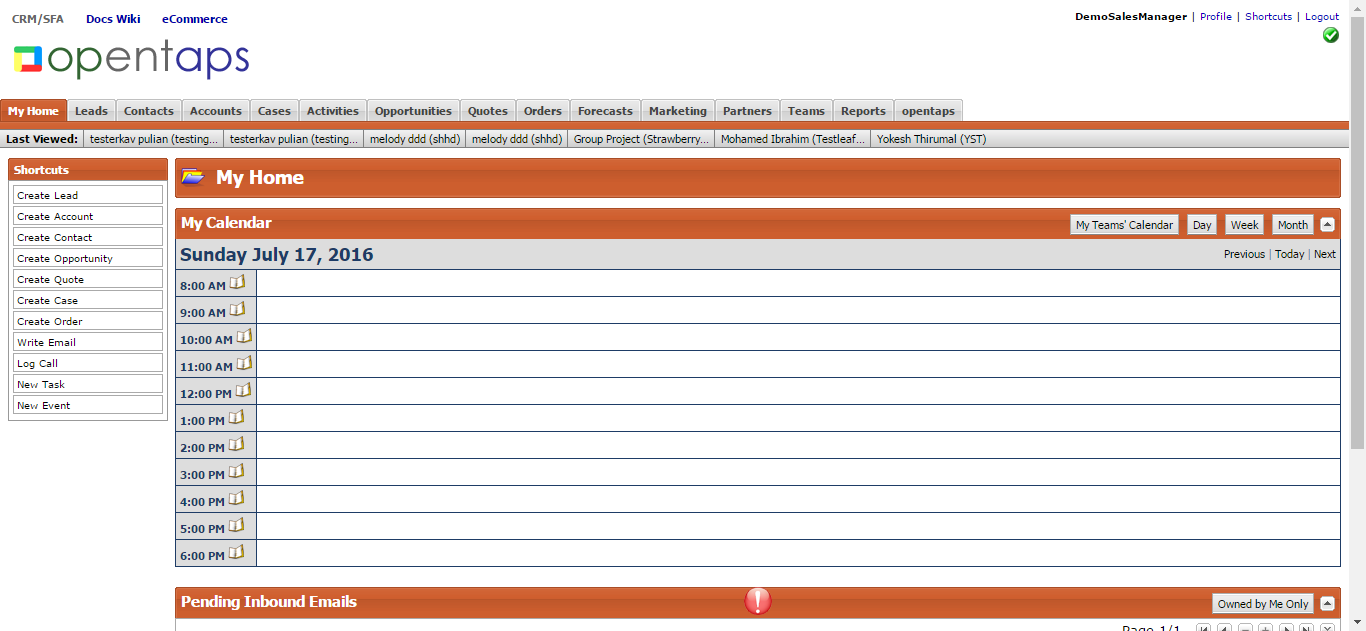 CRM/SFA Docs Wiki eCommerce
DemoSalesManager | Profile | Shortcuts | Logout
opentaps
My Home Leads Contacts Accounts Cases Activities Opportunities Quotes Orders Forecasts Marketing Partners Teams Reports opentaps
Last Viewed: testerkav pulian (testing... testerkav pulian (testing... melody ddd (shhd) melody ddd (shhd) Group Project (Strawberry... Mohamed Ibrahim (Testleaf... Yokesh Thirumal (YST)
Shortcuts
Create Lead
Create Account
Create Contact
Create Opportunity
Create Quote
Create Case
Create Order
Write Email
Log Call
New Task
New Event
My Home
My Calendar My Teams' Calendar Day Week Month
Sunday July 17, 2016 Previous | Today | Next
8:00 AM
9:00 AM
10:00 AM
11:00 AM
12:00 PM
1:00 PM
2:00 PM
3:00 PM
4:00 PM
5:00 PM
6:00 PM
Pending Inbound Emails Owned by Me Only
Page 1/1